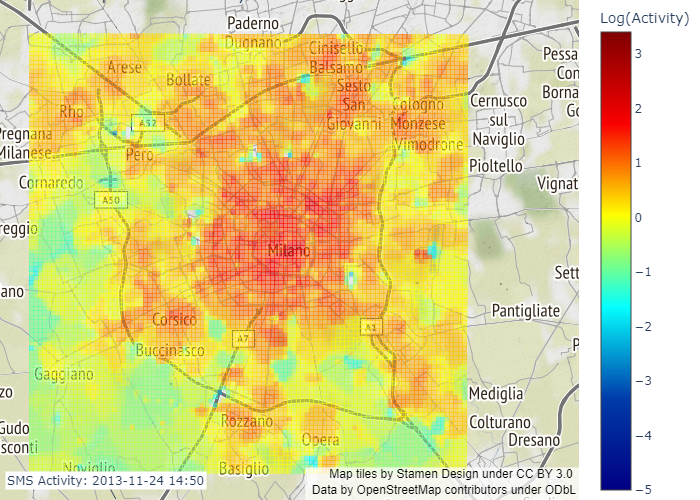 Paderno
Dugnano
Cinisello
Balsamo
Arese
Bollate
Sesto
San
Giovanni
Pessa
Con
Borna
Go
Rho
A52
Cologno
Monzese
Cernusco
sul
Naviglio
Pregnana
Milanese
Pero
Vimodrone
Pioltello
Cornaredo
A50
Vignat
reggio
Milano
Sett
ano
Corsico
A7
A1
Pantigliate
Buccinasco
P
Gaggiano
zo
Mediglia
Gudo
sconti
Rozzano
Opera
Colturano
Dresano
Noviglio
Basiglio
SMS Activity: 2013-11-24 14:50
Map tiles by Stamen Design under CC BY 3.0
Data by OpenStreetMap contributors under ODbL
Log(Activity)
3
2
1
0
−1
−2
−3
−4
−5